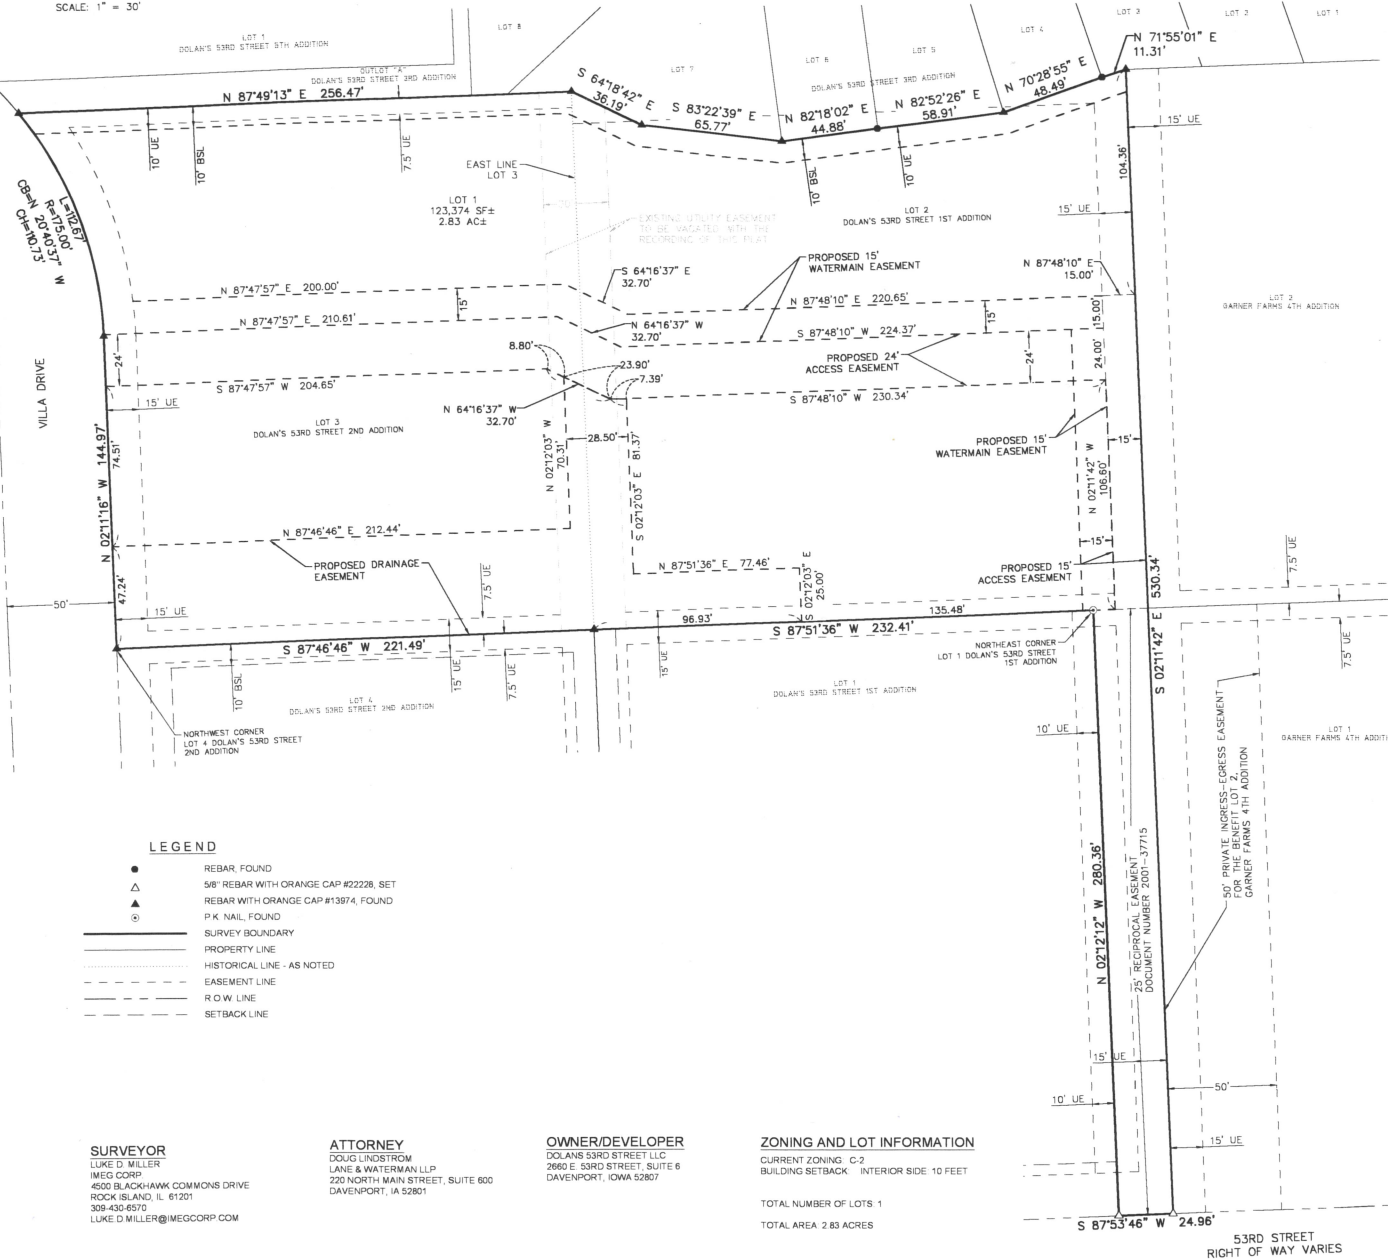 SCALE: 1" = 30'
LOT 1
DOLAN'S 53RD STREET 5TH ADDITION
OUTLOT "A"
DOLAN'S 53RD STREET 3RD ADDITION
LOT 8
LOT 7
LOT 6
LOT 5
DOLAN'S 53RD STREET 3RD ADDITION
LOT 4
LOT 3
LOT 2
LOT 1
N 87°49'13" E 256.47'
S 64°18'42" E
36.19'
S 83°22'39" E
65.77'
N 82°18'02" E
44.88'
N 82°52'26" E
58.91'
N 70°28'55" E
48.49'
N 71°55'01" E
11.31'
10' UE
10' BSL
7.5' UE
10' BSL
10' UE
15' UE
104.36'
15' UE
EAST LINE
LOT 3
LOT 1
123,374 SF±
2.83 AC±
20'
EXISTING UTILITY EASEMENT
TO BE VACATED WITH THE
RECORDING OF THIS PLAT
LOT 2
DOLAN'S 53RD STREET 1ST ADDITION
L=112.67'
R=175.00'
CB=N 20°40'37" W
CH=110.73'
S 64°16'37" E
32.70'
PROPOSED 15'
WATERMAIN EASEMENT
N 87°48'10" E
15.00'
N 87°47'57" E 200.00'
15'
N 87°48'10" E 220.65'
15'
15.00'
LOT 2
GARNER FARMS 4TH ADDITION
N 87°47'57" E 210.61'
N 64°16'37" W
32.70'
S 87°48'10" W 224.37'
24'
8.80'
23.90'
7.39'
PROPOSED 24'
ACCESS EASEMENT
24'
24.00'
VILLA DRIVE
S 87°47'57" W 204.65'
15' UE
N 64°16'37" W
32.70'
S 87°48'10" W 230.34'
LOT 3
DOLAN'S 53RD STREET 2ND ADDITION
28.50'
PROPOSED 15'
WATERMAIN EASEMENT
15'
N 02°11'16" W 144.97'
74.51'
N 02°12'03" W
70.31'
S 02°12'03" E 81.37'
N 02°11'42" W
106.60'
N 87°46'46" E 212.44'
15'
PROPOSED DRAINAGE
EASEMENT
7.5' UE
N 87°51'36" E 77.46'
S 02°12'03" E
25.00'
PROPOSED 15'
ACCESS EASEMENT
7.5' UE
50'
47.24'
15' UE
96.93'
135.48'
S 87°46'46" W 221.49'
S 87°51'36" W 232.41'
S 02°11'42" E 530.34'
7.5' UE
10' BSL
15' UE
7.5' UE
15' UE
NORTHEAST CORNER
LOT 1 DOLAN'S 53RD STREET
1ST ADDITION
LOT 4
DOLAN'S 53RD STREET 2ND ADDITION
LOT 1
DOLAN'S 53RD STREET 1ST ADDITION
NORTHWEST CORNER
LOT 4 DOLAN'S 53RD STREET
2ND ADDITION
10' UE
LOT 1
GARNER FARMS 4TH ADDITI
50' PRIVATE INGRESS-EGRESS EASEMENT
FOR THE BENEFIT LOT 2,
GARNER FARMS 4TH ADDITION
N 02°12'12" W 280.36'
25' RECIPROCAL EASEMENT
DOCUMENT NUMBER 2001-37715
15' UE
50'
10' UE
15' UE
S 87°53'46" W 24.96'
53RD STREET
RIGHT OF WAY VARIES
LEGEND
REBAR, FOUND
5/8" REBAR WITH ORANGE CAP #22228, SET
REBAR WITH ORANGE CAP #13974, FOUND
P.K. NAIL, FOUND
SURVEY BOUNDARY
PROPERTY LINE
HISTORICAL LINE - AS NOTED
EASEMENT LINE
R.O.W. LINE
SETBACK LINE
SURVEYOR
LUKE D. MILLER
IMEG CORP.
4500 BLACKHAWK COMMONS DRIVE
ROCK ISLAND, IL 61201
309-430-6570
LUKE.D.MILLER@IMEGCORP.COM
ATTORNEY
DOUG LINDSTROM
LANE & WATERMAN LLP
220 NORTH MAIN STREET, SUITE 600
DAVENPORT, IA 52801
OWNER/DEVELOPER
DOLANS 53RD STREET LLC
2660 E. 53RD STREET, SUITE 6
DAVENPORT, IOWA 52807
ZONING AND LOT INFORMATION
CURRENT ZONING: C-2
BUILDING SETBACK: INTERIOR SIDE: 10 FEET
TOTAL NUMBER OF LOTS: 1
TOTAL AREA: 2.83 ACRES